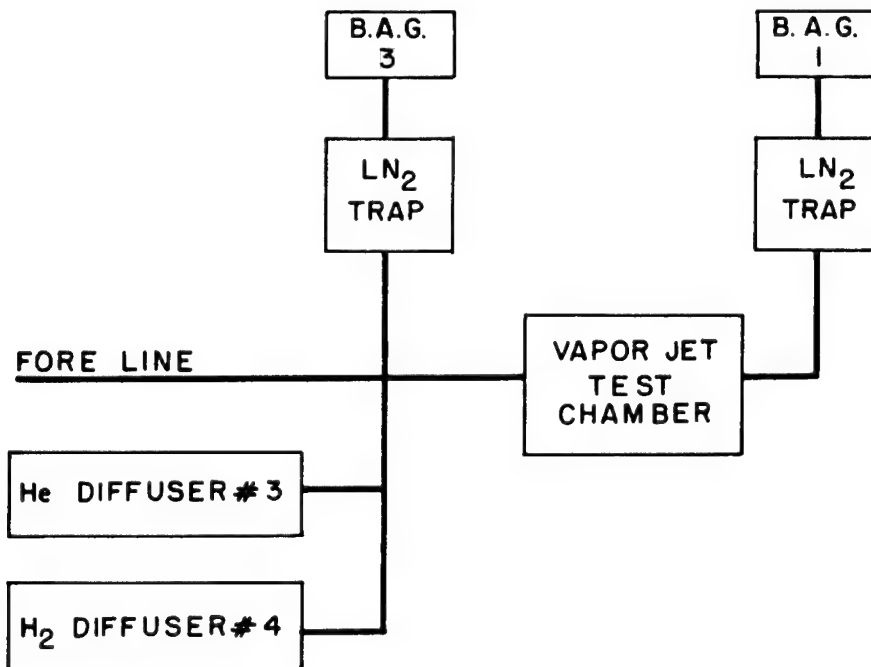 B.A.G.
3
B. A. G.
1
LN₂
TRAP
LN₂
TRAP
FORE LINE
VAPOR JET
TEST
CHAMBER
He DIFFUSER # 3
H₂ DIFFUSER # 4